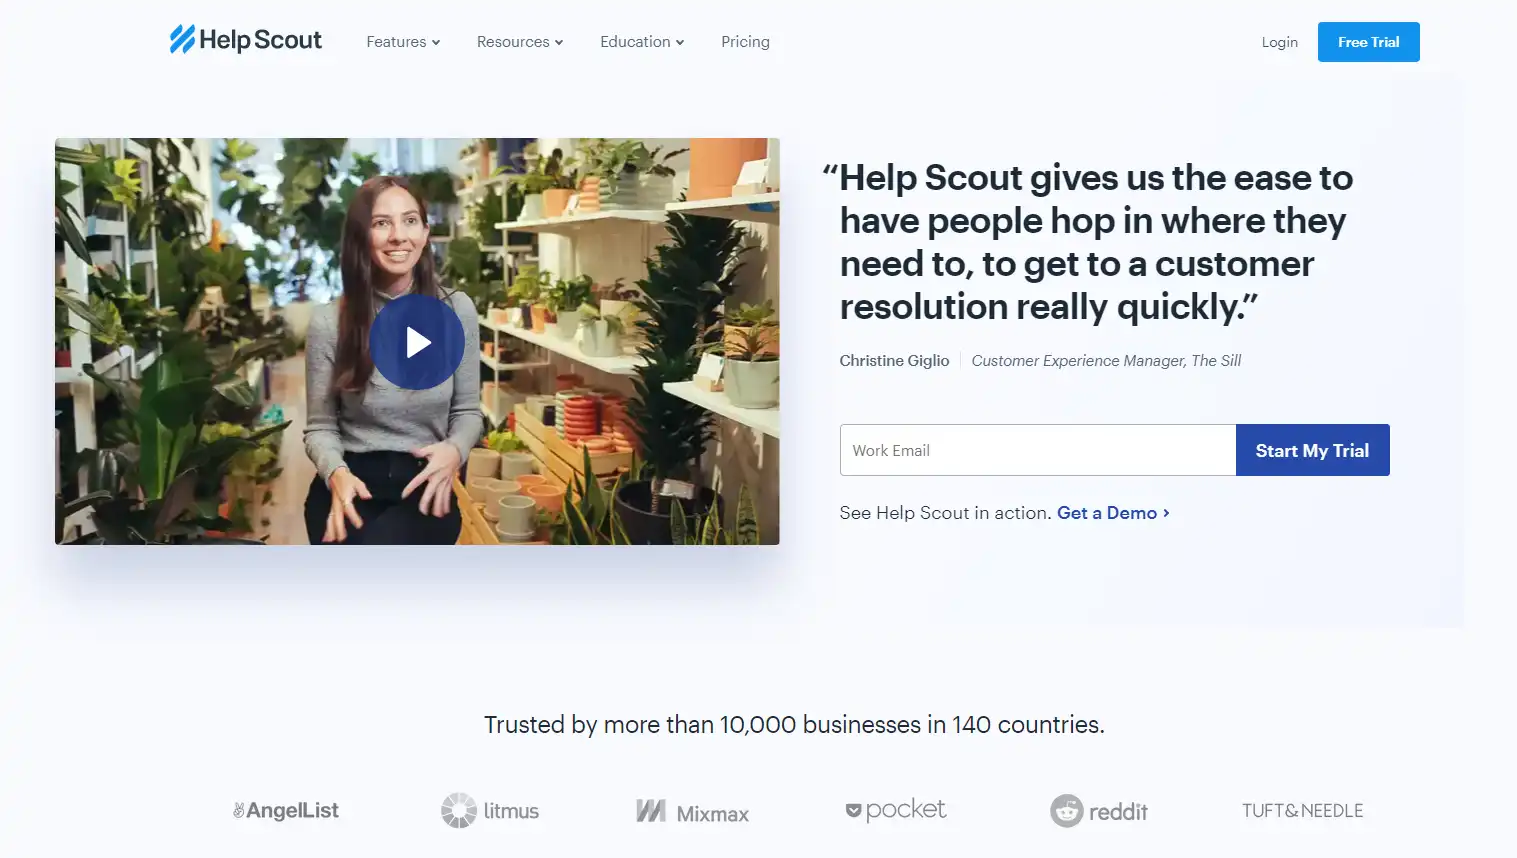 Help Scout
Features
Resources
Education
Pricing
Login
Free Trial
“Help Scout gives us the ease to
have people hop in where they
need to, to get to a customer
resolution really quickly.”
Christine Giglio
Customer Experience Manager, The Sill
Work Email
Start My Trial
See Help Scout in action. Get a Demo ›
Trusted by more than 10,000 businesses in 140 countries.
AngelList
litmus
Mixmax
pocket
reddit
TUFT&NEEDLE